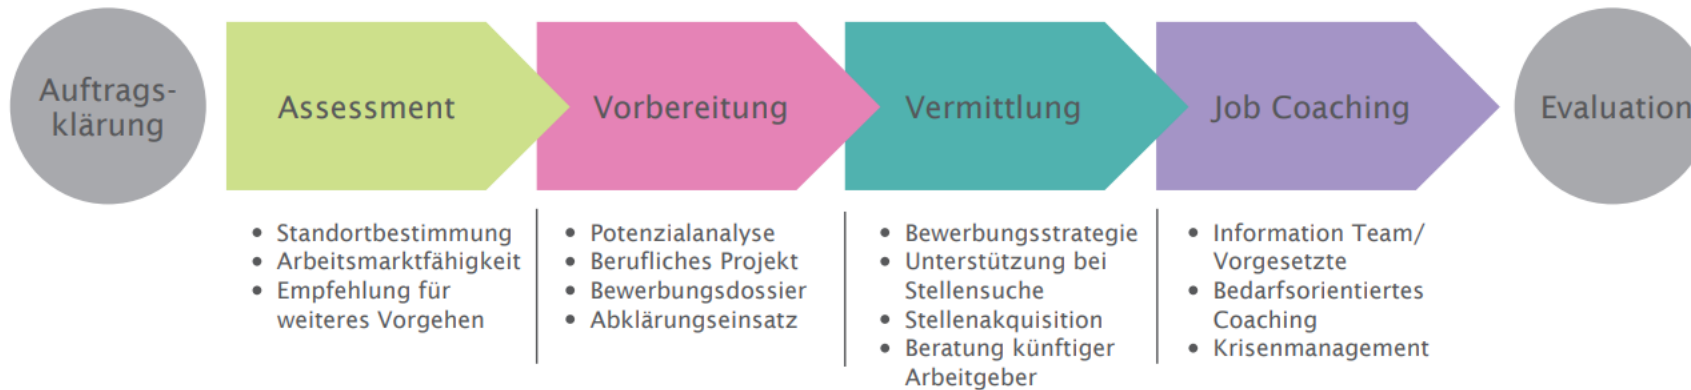 Auftrags-
klärung
Assessment
Vorbereitung
Vermittlung
Job Coaching
Evaluation
• Standortbestimmung
• Arbeitsmarktfähigkeit
• Empfehlung für
weiteres Vorgehen
• Potenzialanalyse
• Berufliches Projekt
• Bewerbungsdossier
• Abklärungseinsatz
• Bewerbungsstrategie
• Unterstützung bei
Stellensuche
• Stellenakquisition
• Beratung künftiger
Arbeitgeber
• Information Team/
Vorgesetzte
• Bedarfsorientiertes
Coaching
• Krisenmanagement